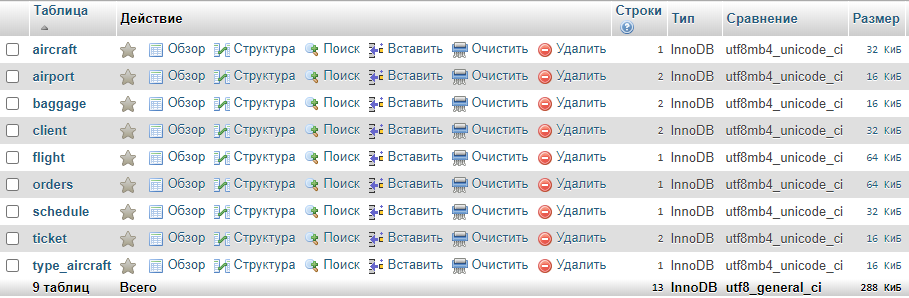 Таблица Действие Строки Тип Сравнение Размер
aircraft Обзор Структура Поиск Вставить Очистить Удалить 1 InnoDB utf8mb4_unicode_ci 32 КиБ
airport Обзор Структура Поиск Вставить Очистить Удалить 2 InnoDB utf8mb4_unicode_ci 16 КиБ
baggage Обзор Структура Поиск Вставить Очистить Удалить 2 InnoDB utf8mb4_unicode_ci 16 КиБ
client Обзор Структура Поиск Вставить Очистить Удалить 2 InnoDB utf8mb4_unicode_ci 32 КиБ
flight Обзор Структура Поиск Вставить Очистить Удалить 1 InnoDB utf8mb4_unicode_ci 64 КиБ
orders Обзор Структура Поиск Вставить Очистить Удалить 1 InnoDB utf8mb4_unicode_ci 64 КиБ
schedule Обзор Структура Поиск Вставить Очистить Удалить 1 InnoDB utf8mb4_unicode_ci 32 КиБ
ticket Обзор Структура Поиск Вставить Очистить Удалить 2 InnoDB utf8mb4_unicode_ci 16 КиБ
type_aircraft Обзор Структура Поиск Вставить Очистить Удалить 1 InnoDB utf8mb4_unicode_ci 16 КиБ
9 таблиц Всего 13 InnoDB utf8_general_ci 288 КиБ